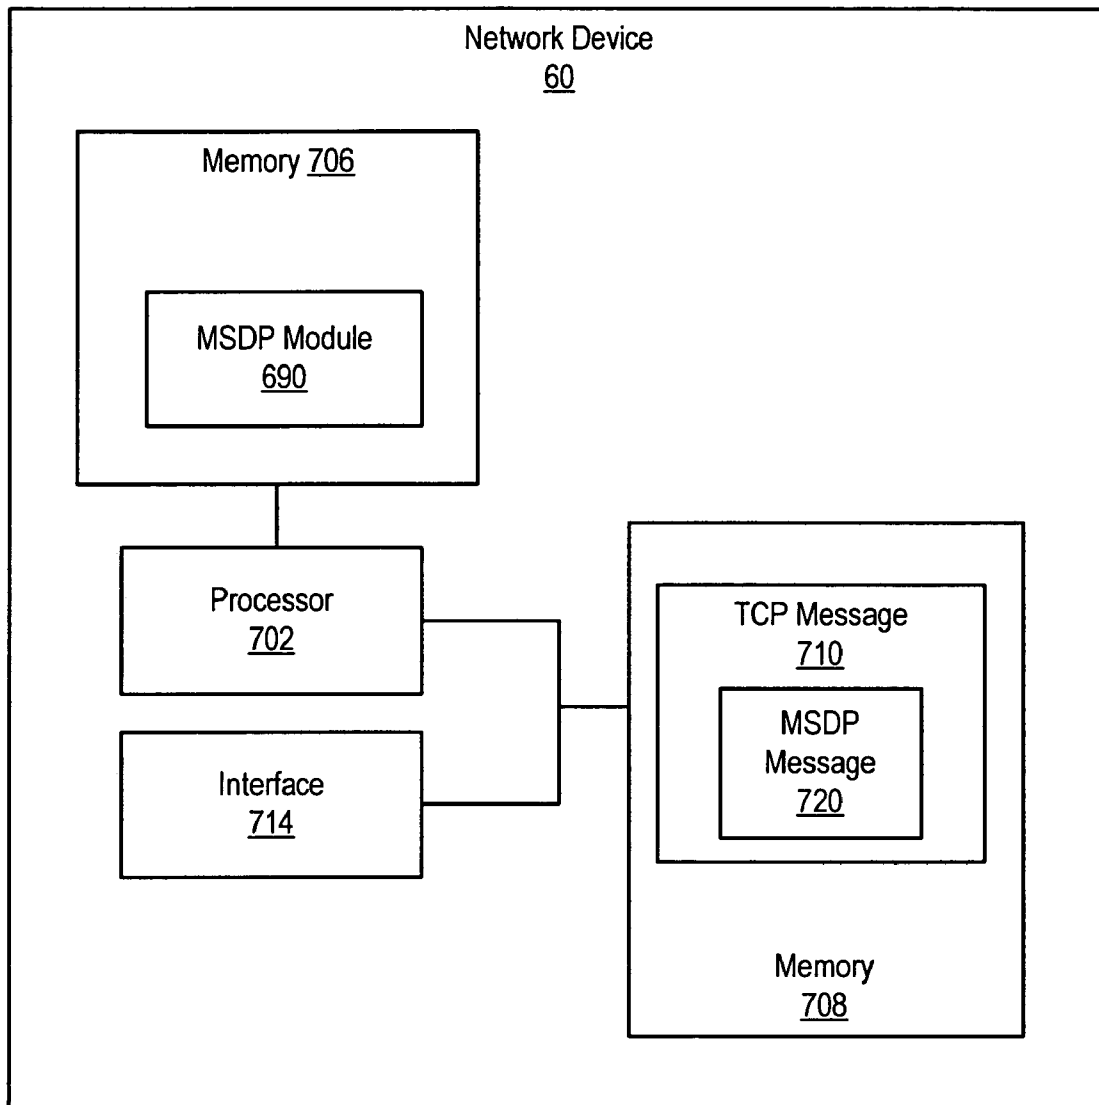 Network Device
60
Memory 706
MSDP Module
690
Processor
702
Interface
714
TCP Message
710
MSDP
Message
720
Memory
708